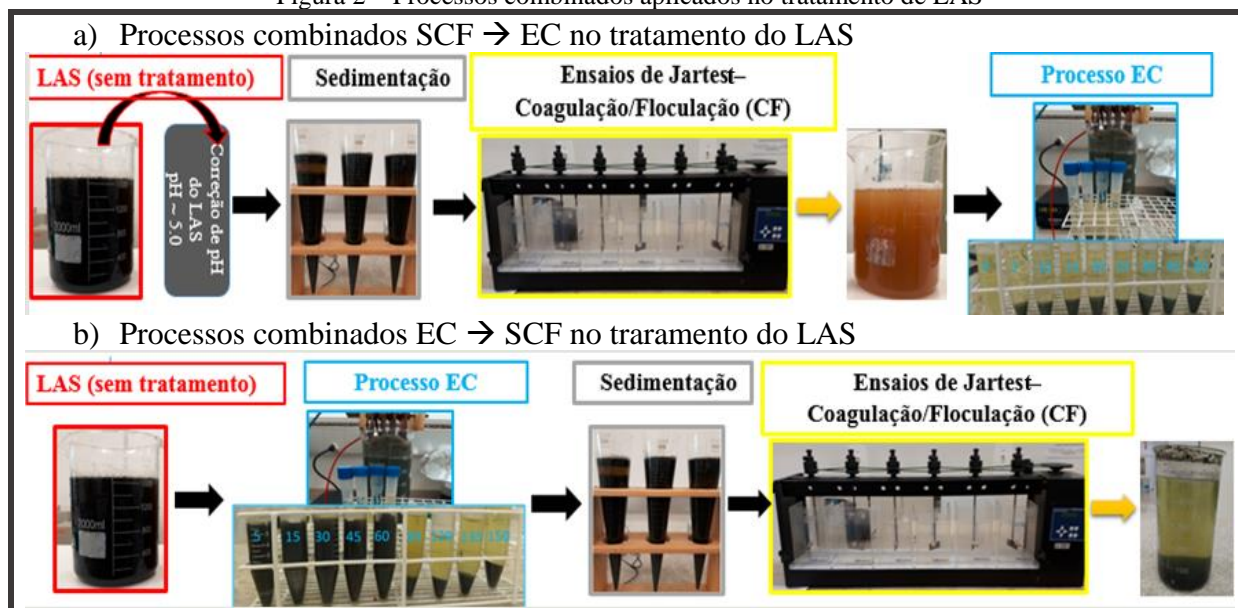 Figura 2 – Processos combinados aplicados no tratamento de LAS
a) Processos combinados SCF → EC no tratamento do LAS
LAS (sem tratamento)
Sedimentação
Ensaios de Jartest–
Coagulação/Floculação (CF)
Processo EC
Correção de pH
do LAS
pH ~ 5.0
b) Processos combinados EC → SCF no traramento do LAS
LAS (sem tratamento)
Processo EC
Sedimentação
Ensaios de Jartest–
Coagulação/Floculação (CF)
5 15 30 45 60
150